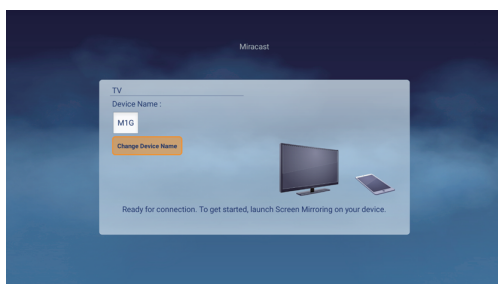 Miracast
TV
Device Name :
M1G
Change Device Name
Ready for connection. To get started, launch Screen Mirroring on your device.